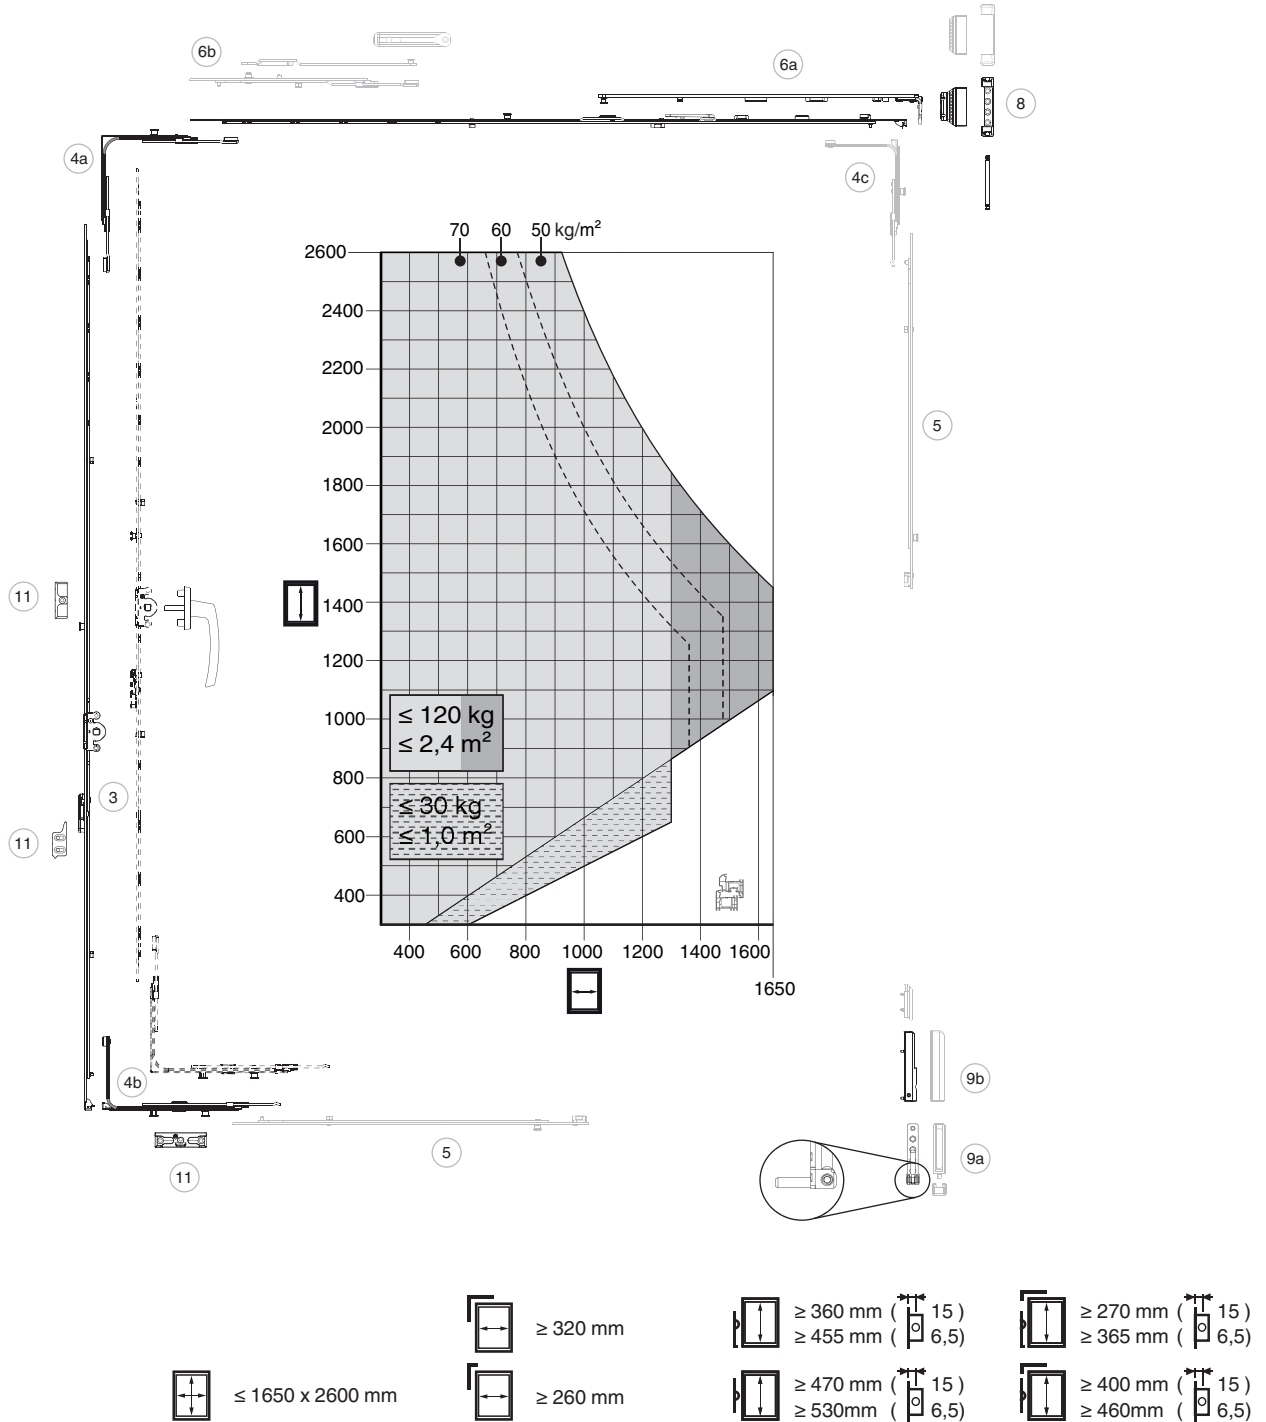 6b
6a
8
4a
4c
70 60 50 kg/m²
2600
2400
2200
2000
5
1800
1600
11
1400
1200
≤ 120 kg
≤ 2,4 m²
1000
3
800
≤ 30 kg
≤ 1,0 m²
11
600
400
400 600 800 1000 1200 1400 1600
1650
4b
9b
5
9a
11
≥ 320 mm
≥ 360 mm ( 15 )
≥ 455 mm ( 6,5)
≥ 270 mm ( 15 )
≥ 365 mm ( 6,5)
≤ 1650 x 2600 mm
≥ 260 mm
≥ 470 mm ( 15 )
≥ 530mm ( 6,5)
≥ 400 mm ( 15 )
≥ 460mm ( 6,5)